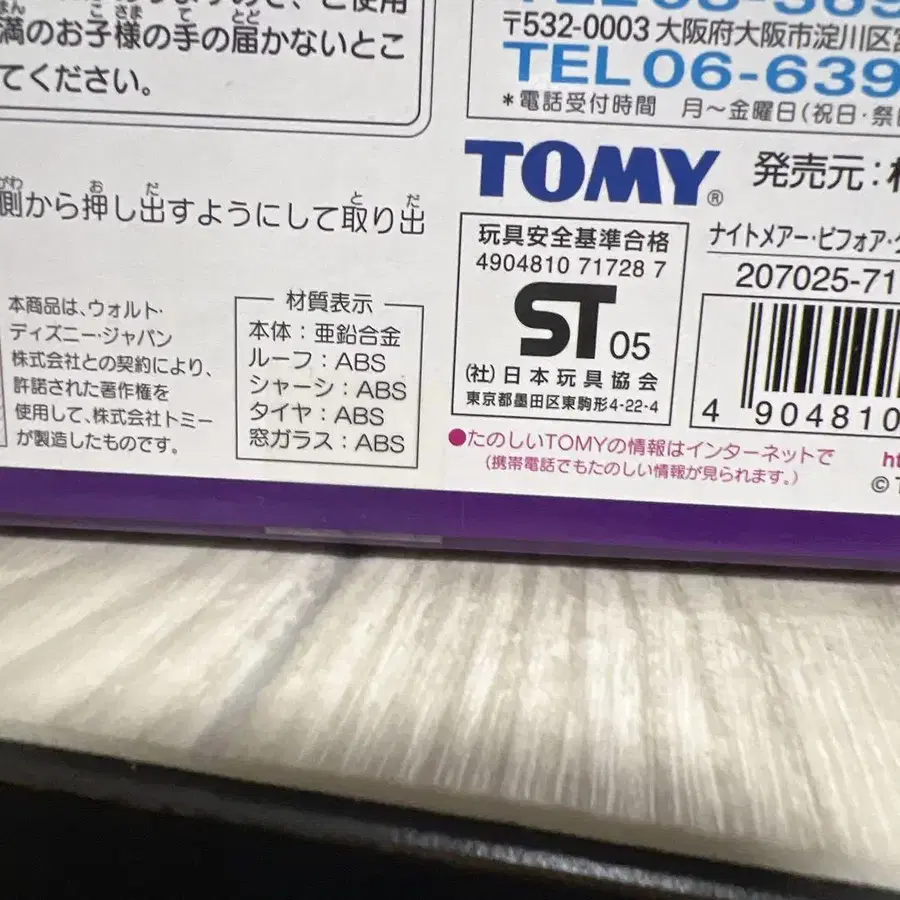 満のお子様の手の届かないとこ
てください。
側から押し出すようにして取り出
がわ お だ と だ
本商品は、ウォルト・
ディズニー・ジャパン
株式会社との契約により、
許諾された著作権を
使用して、株式会社トミー
が製造したものです。
材質表示
本体：亜鉛合金
ルーフ：ABS
シャーシ：ABS
タイヤ：ABS
窓ガラス：ABS
〒532-0003 大阪府大阪市淀川区
TEL 06-639
＊電話受付時間 月～金曜日(祝日・祭
TOMY® 発売元：
玩具安全基準合格
4904810 71728 7
ST 05
(社)日本玩具協会
東京都墨田区東駒形4-22-4
ナイトメアー・ビフォア・
207025-71
4 904810
●たのしいTOMYの情報はインターネットで
(携帯電話でもたのしい情報が見られます。)